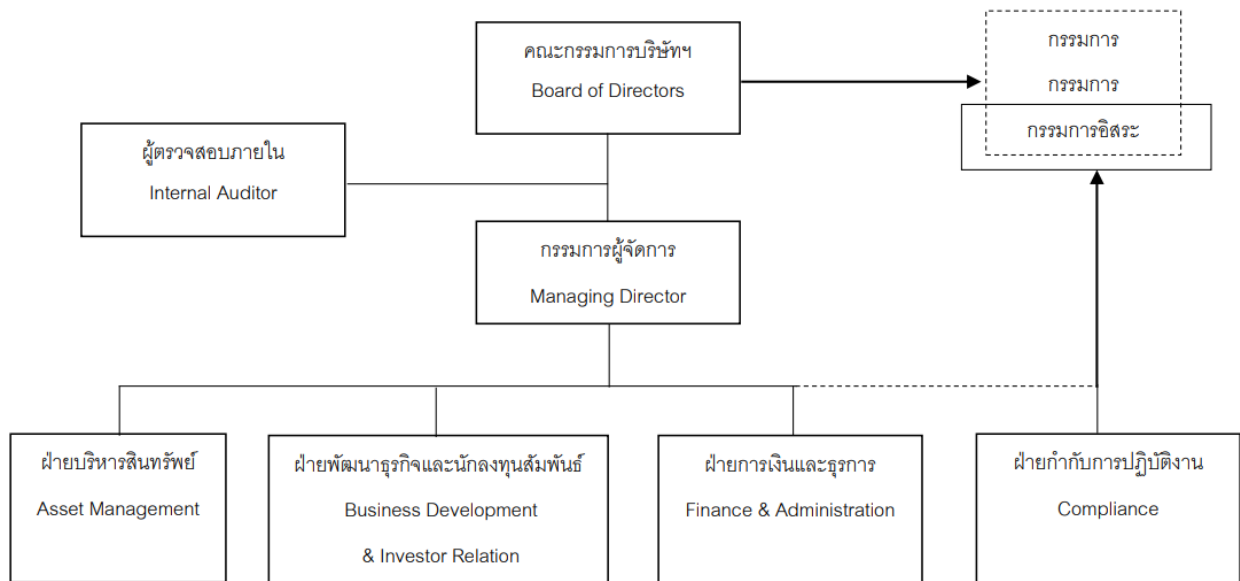 คณะกรรมการบริษัทฯ
Board of Directors
กรรมการ
กรรมการ
กรรมการอิสระ
ผู้ตรวจสอบภายใน
Internal Auditor
กรรมการผู้จัดการ
Managing Director
ฝ่ายบริหารสินทรัพย์
Asset Management
ฝ่ายพัฒนาธุรกิจและนักลงทุนสัมพันธ์
Business Development
& Investor Relation
ฝ่ายการเงินและธุรการ
Finance & Administration
ฝ่ายกำกับการปฏิบัติงาน
Compliance